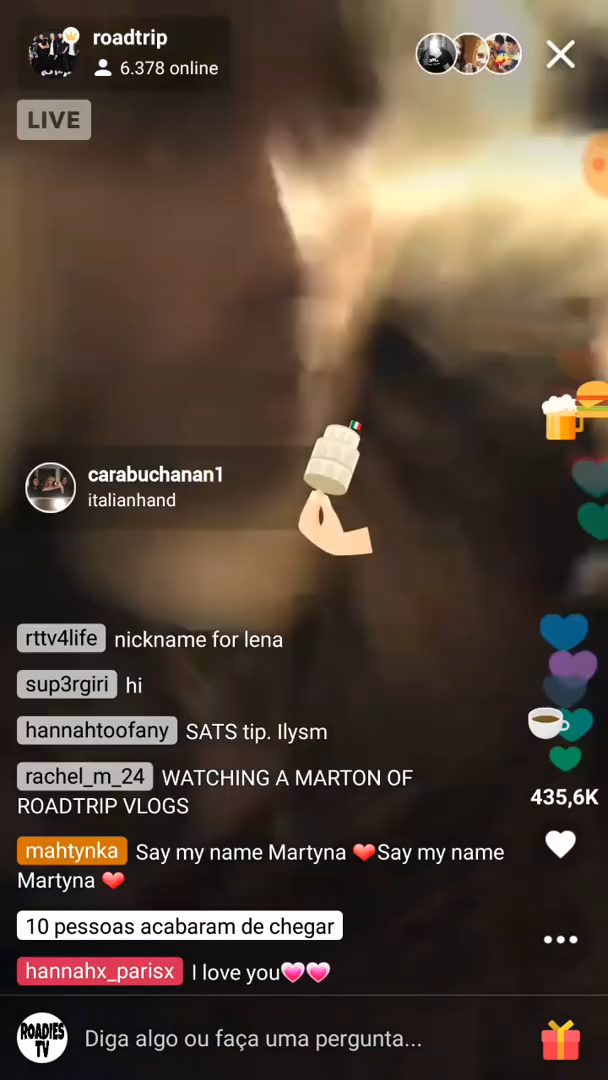 roadtrip
6.378 online
LIVE
carabuchanan1
italianhand
rttv4life nickname for lena
sup3rgiri hi
hannahtoofany SATS tip. Ilysm
rachel_m_24 WATCHING A MARTON OF
ROADTRIP VLOGS
435,6K
mahtynka Say my name Martyna ❤️Say my name
Martyna ❤️
10 pessoas acabaram de chegar
hannahx_parisx I love you💗💗
ROADIES
TV
Diga algo ou faça uma pergunta...